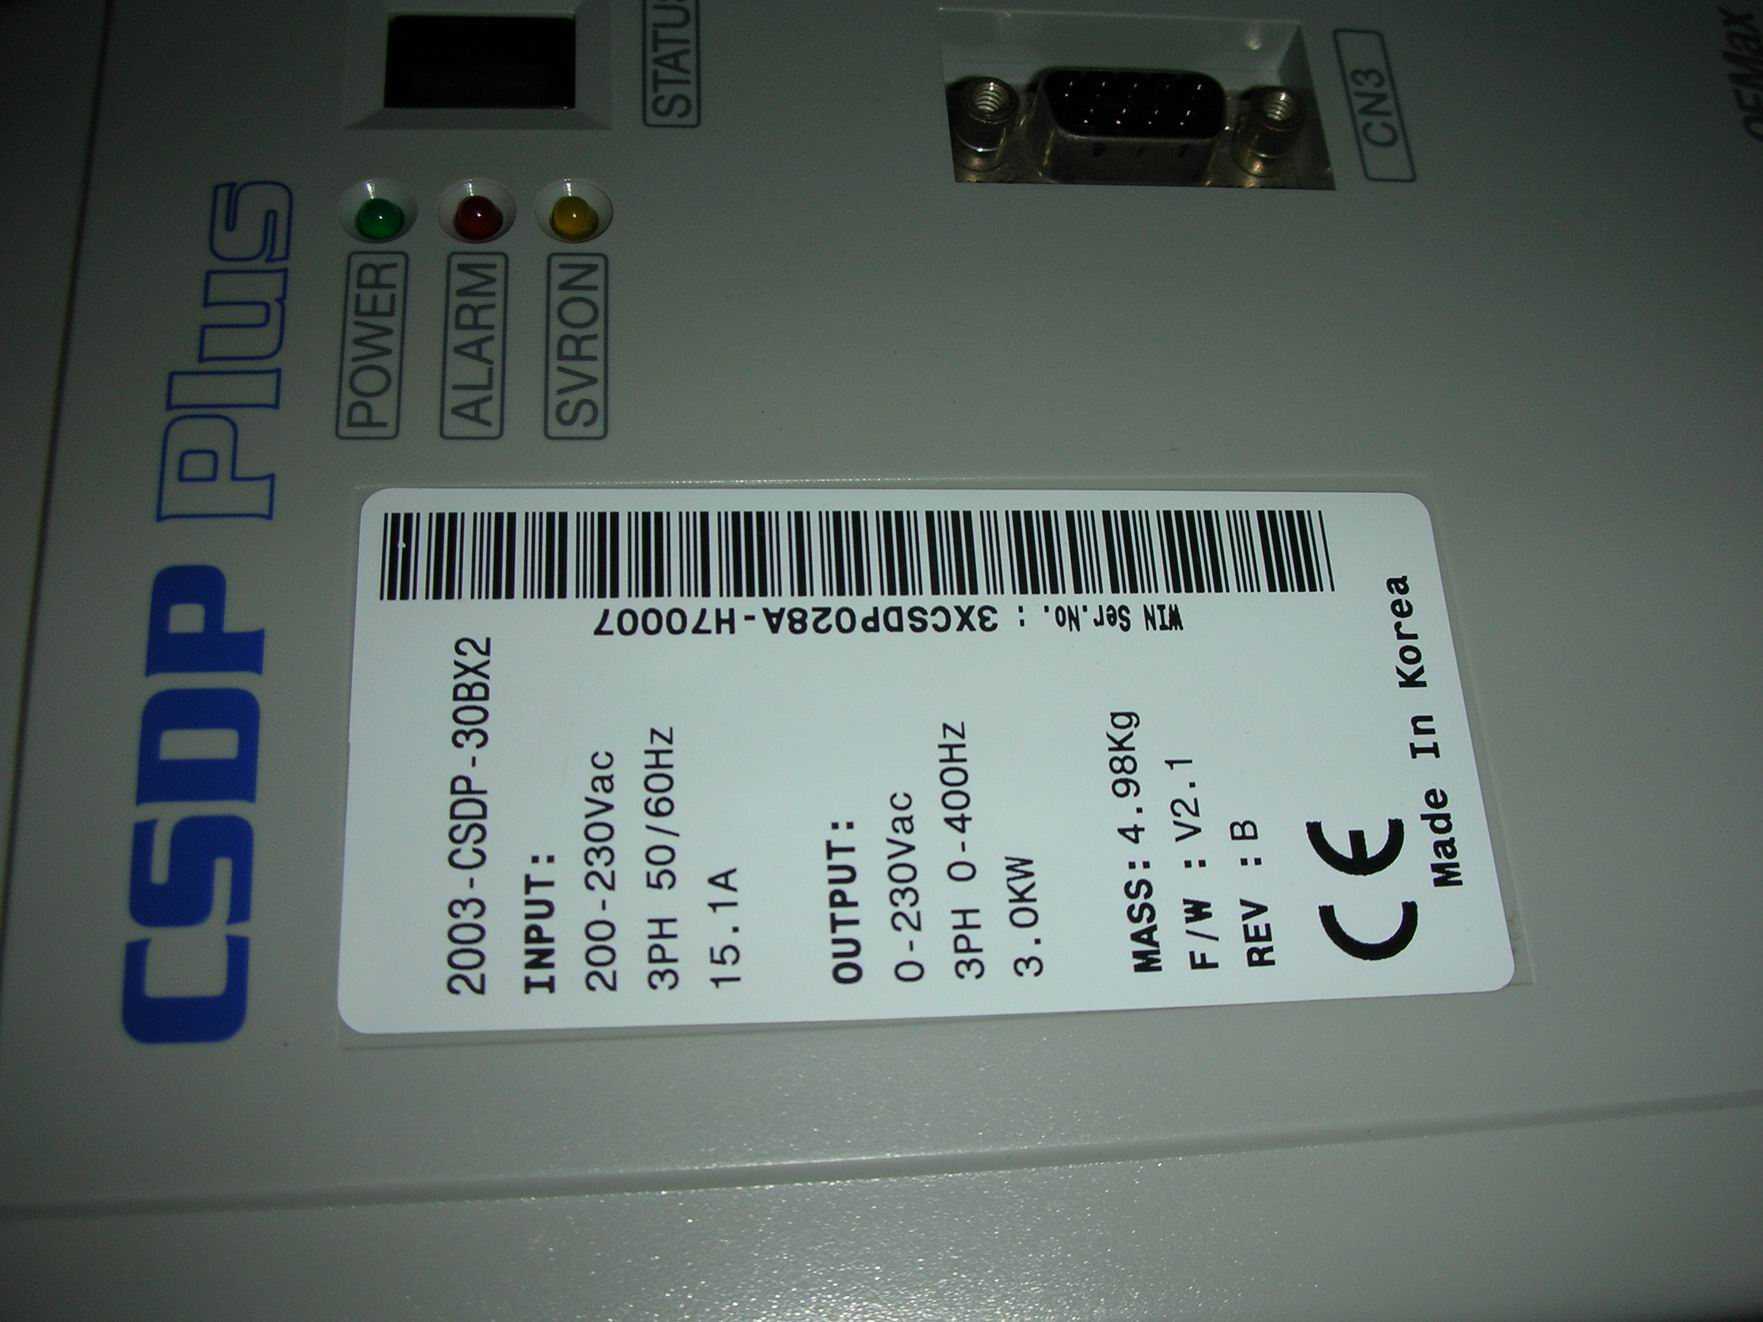 CSDP Plus
STATUS
POWER
ALARM
SVRON
CN3
2003-CSDP-30BX2
INPUT:
200-230Vac
3PH 50/60Hz
15.1A
OUTPUT:
0-230Vac
3PH 0-400Hz
3.0KW
MASS:4.98Kg
F/W :V2.1
REV :B
CE
Made In Korea
WIN Ser.No. : 3XCSDP028A-H70007